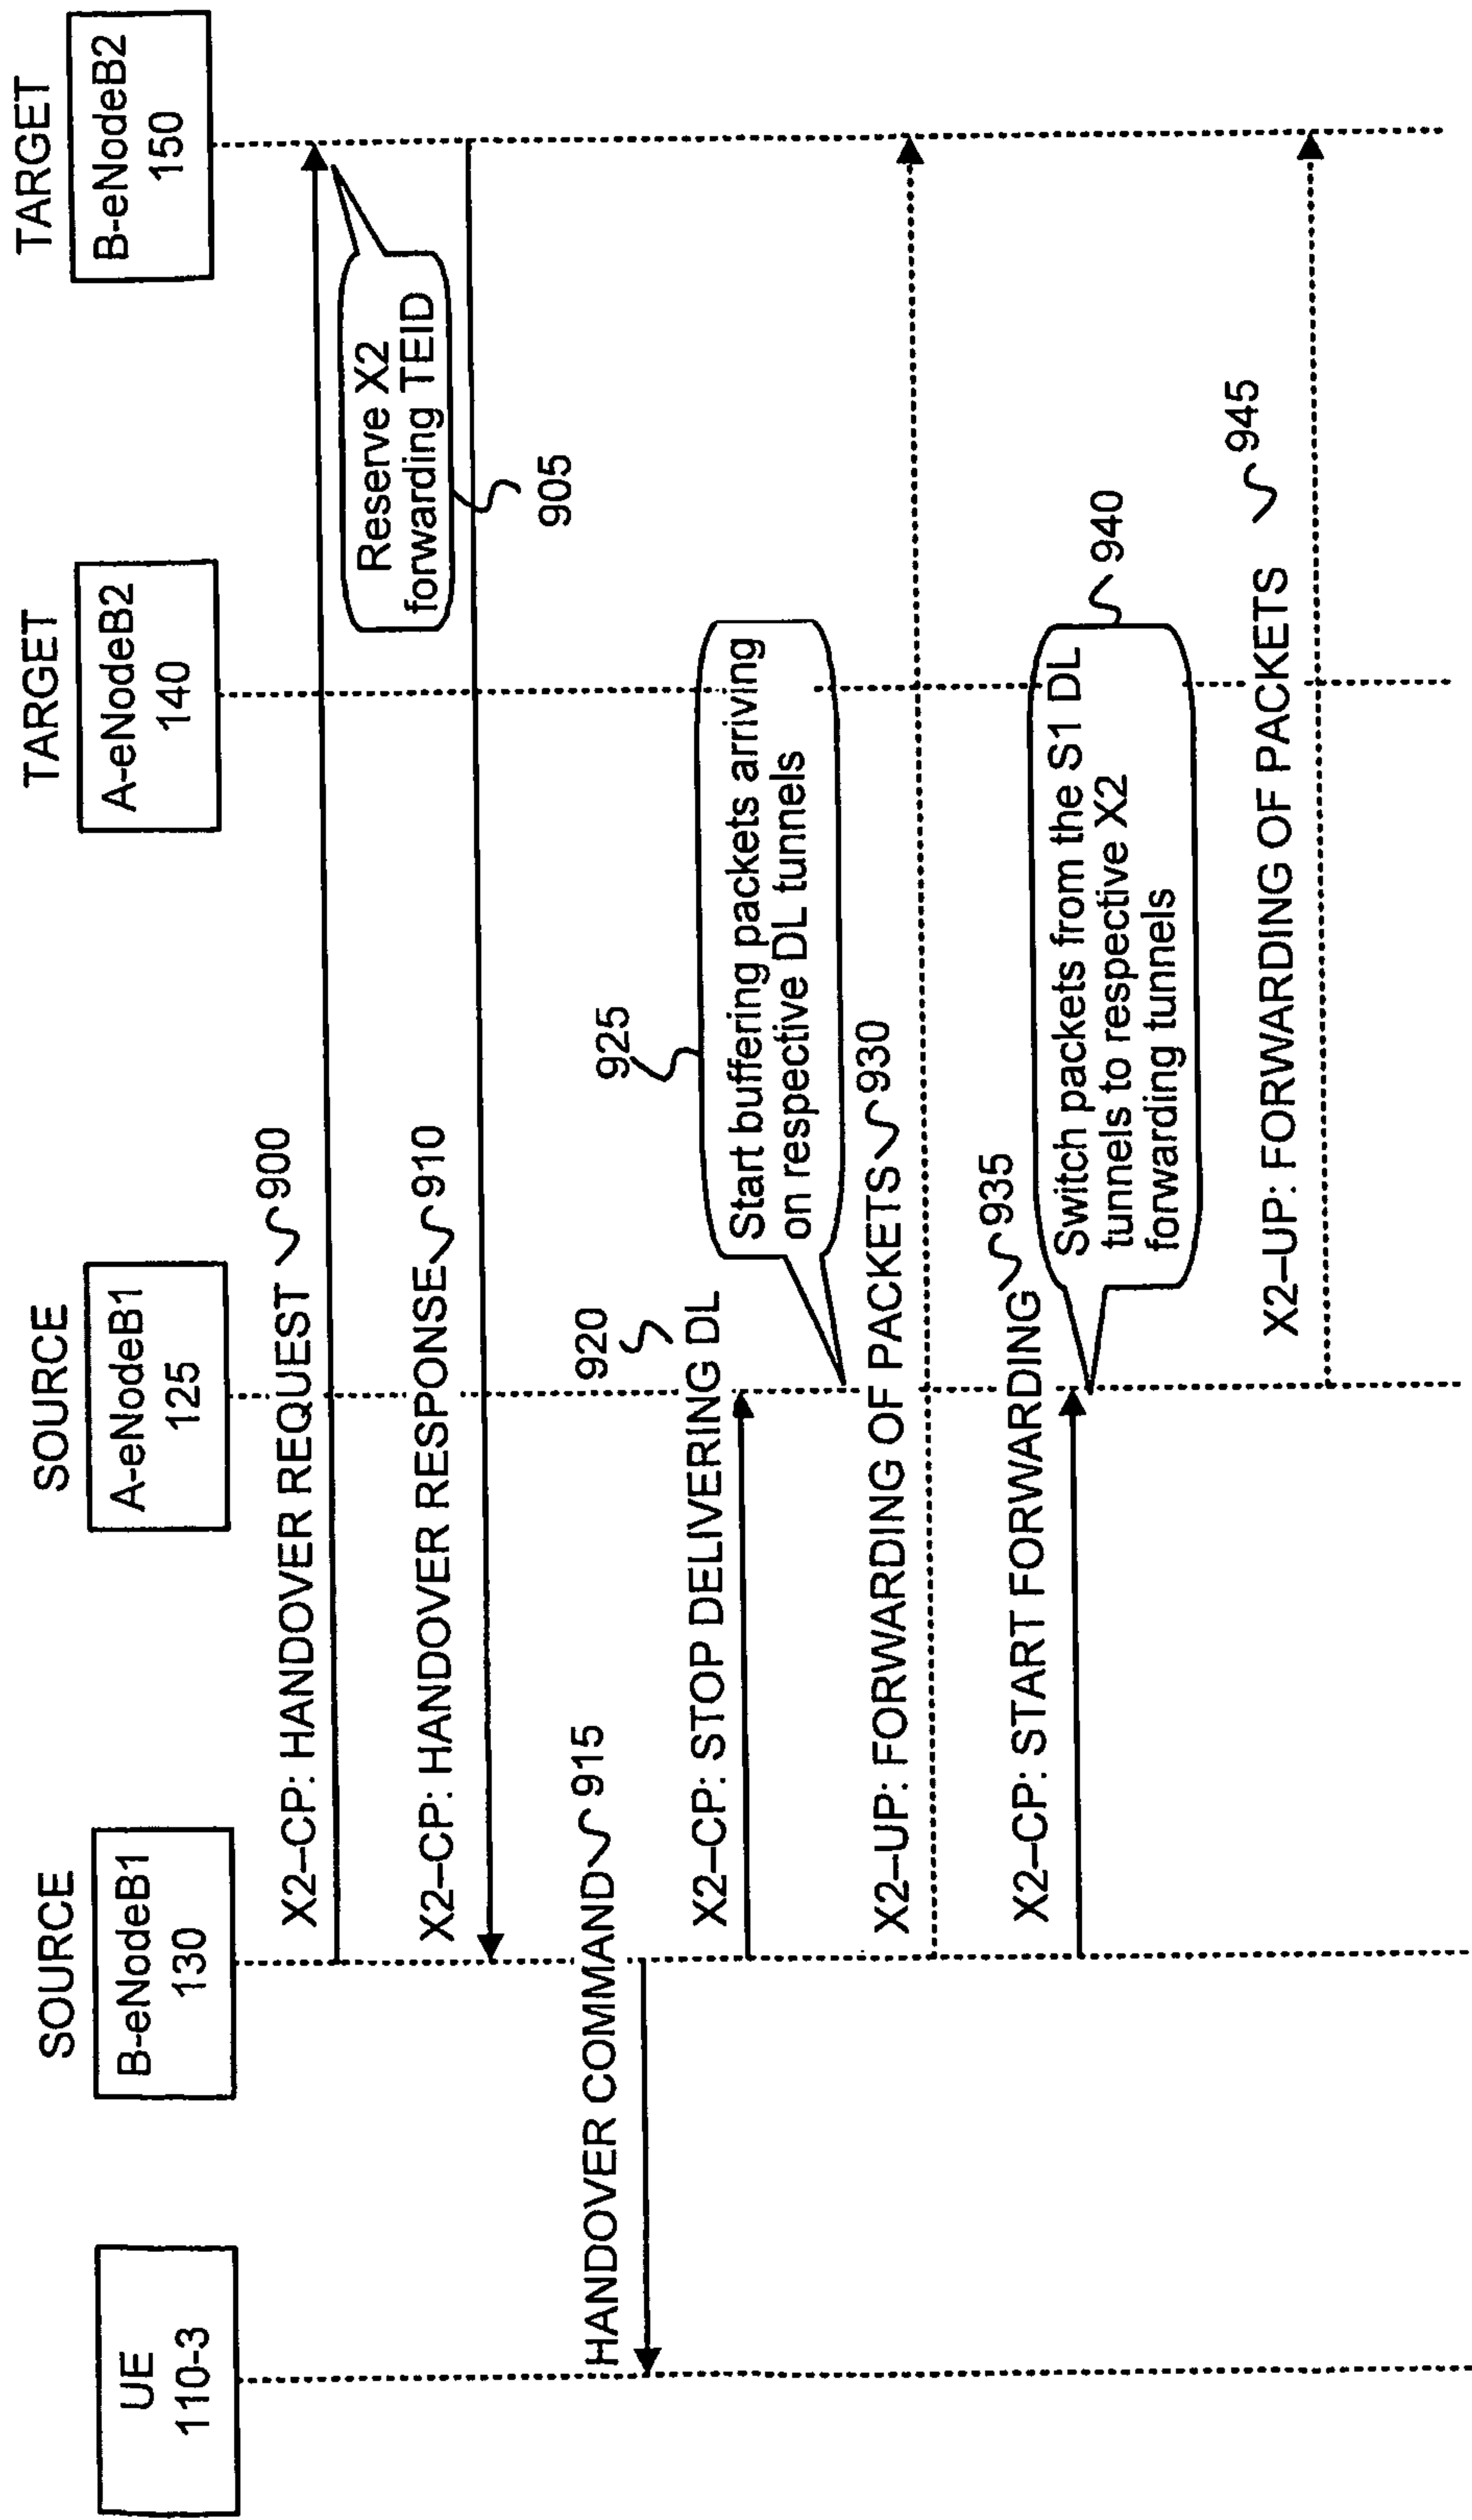 SOURCE
SOURCE
TARGET
TARGET
UE
110-3
B-eNodeB1
130
A-eNodeB1
125
A-eNodeB2
140
B-eNodeB2
150
X2–CP: HANDOVER REQUEST 900
Reserve X2
forwarding TEID
905
X2–CP: HANDOVER RESPONSE 910
HANDOVER COMMAND 915
920
X2–CP: STOP DELIVERING DL
925
Start buffering packets arriving
on respective DL tunnels
X2–UP: FORWARDING OF PACKETS 930
X2–CP: START FORWARDING 935
940
Switch packets from the S1 DL
tunnels to respective X2
forwarding tunnels
X2–UP: FORWARDING OF PACKETS 945